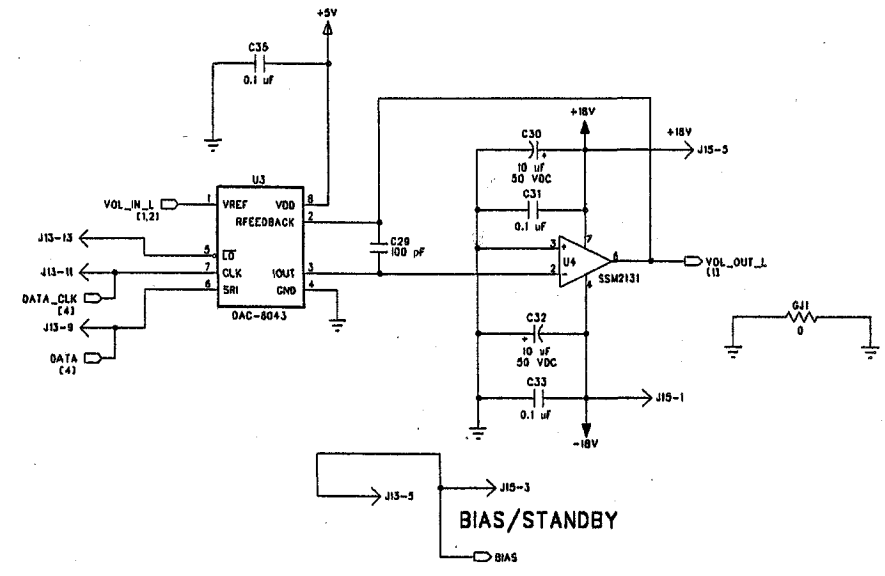 +5V
C35
0.1 uF
U3
VOL_IN_L
[1,2]
1 VREF VDD 8
RFEEDBACK 2
J13-13
5 LD
J13-11
7 CLK IOUT 3
DATA_CLK
[4]
6 SRI GND 4
J13-9
DAC-8043
DATA
[4]
C29
100 pF
+18V
+18V
J15-5
C30
+
10 uF
50 VDC
C31
0.1 uF
7
3 +
U4
6
2 -
SSM2131
4
VOL_OUT_L
[1]
C32
+
10 uF
50 VDC
C33
0.1 uF
J15-1
-18V
GJ1
0
J13-5
J15-3
BIAS/STANDBY
BIAS